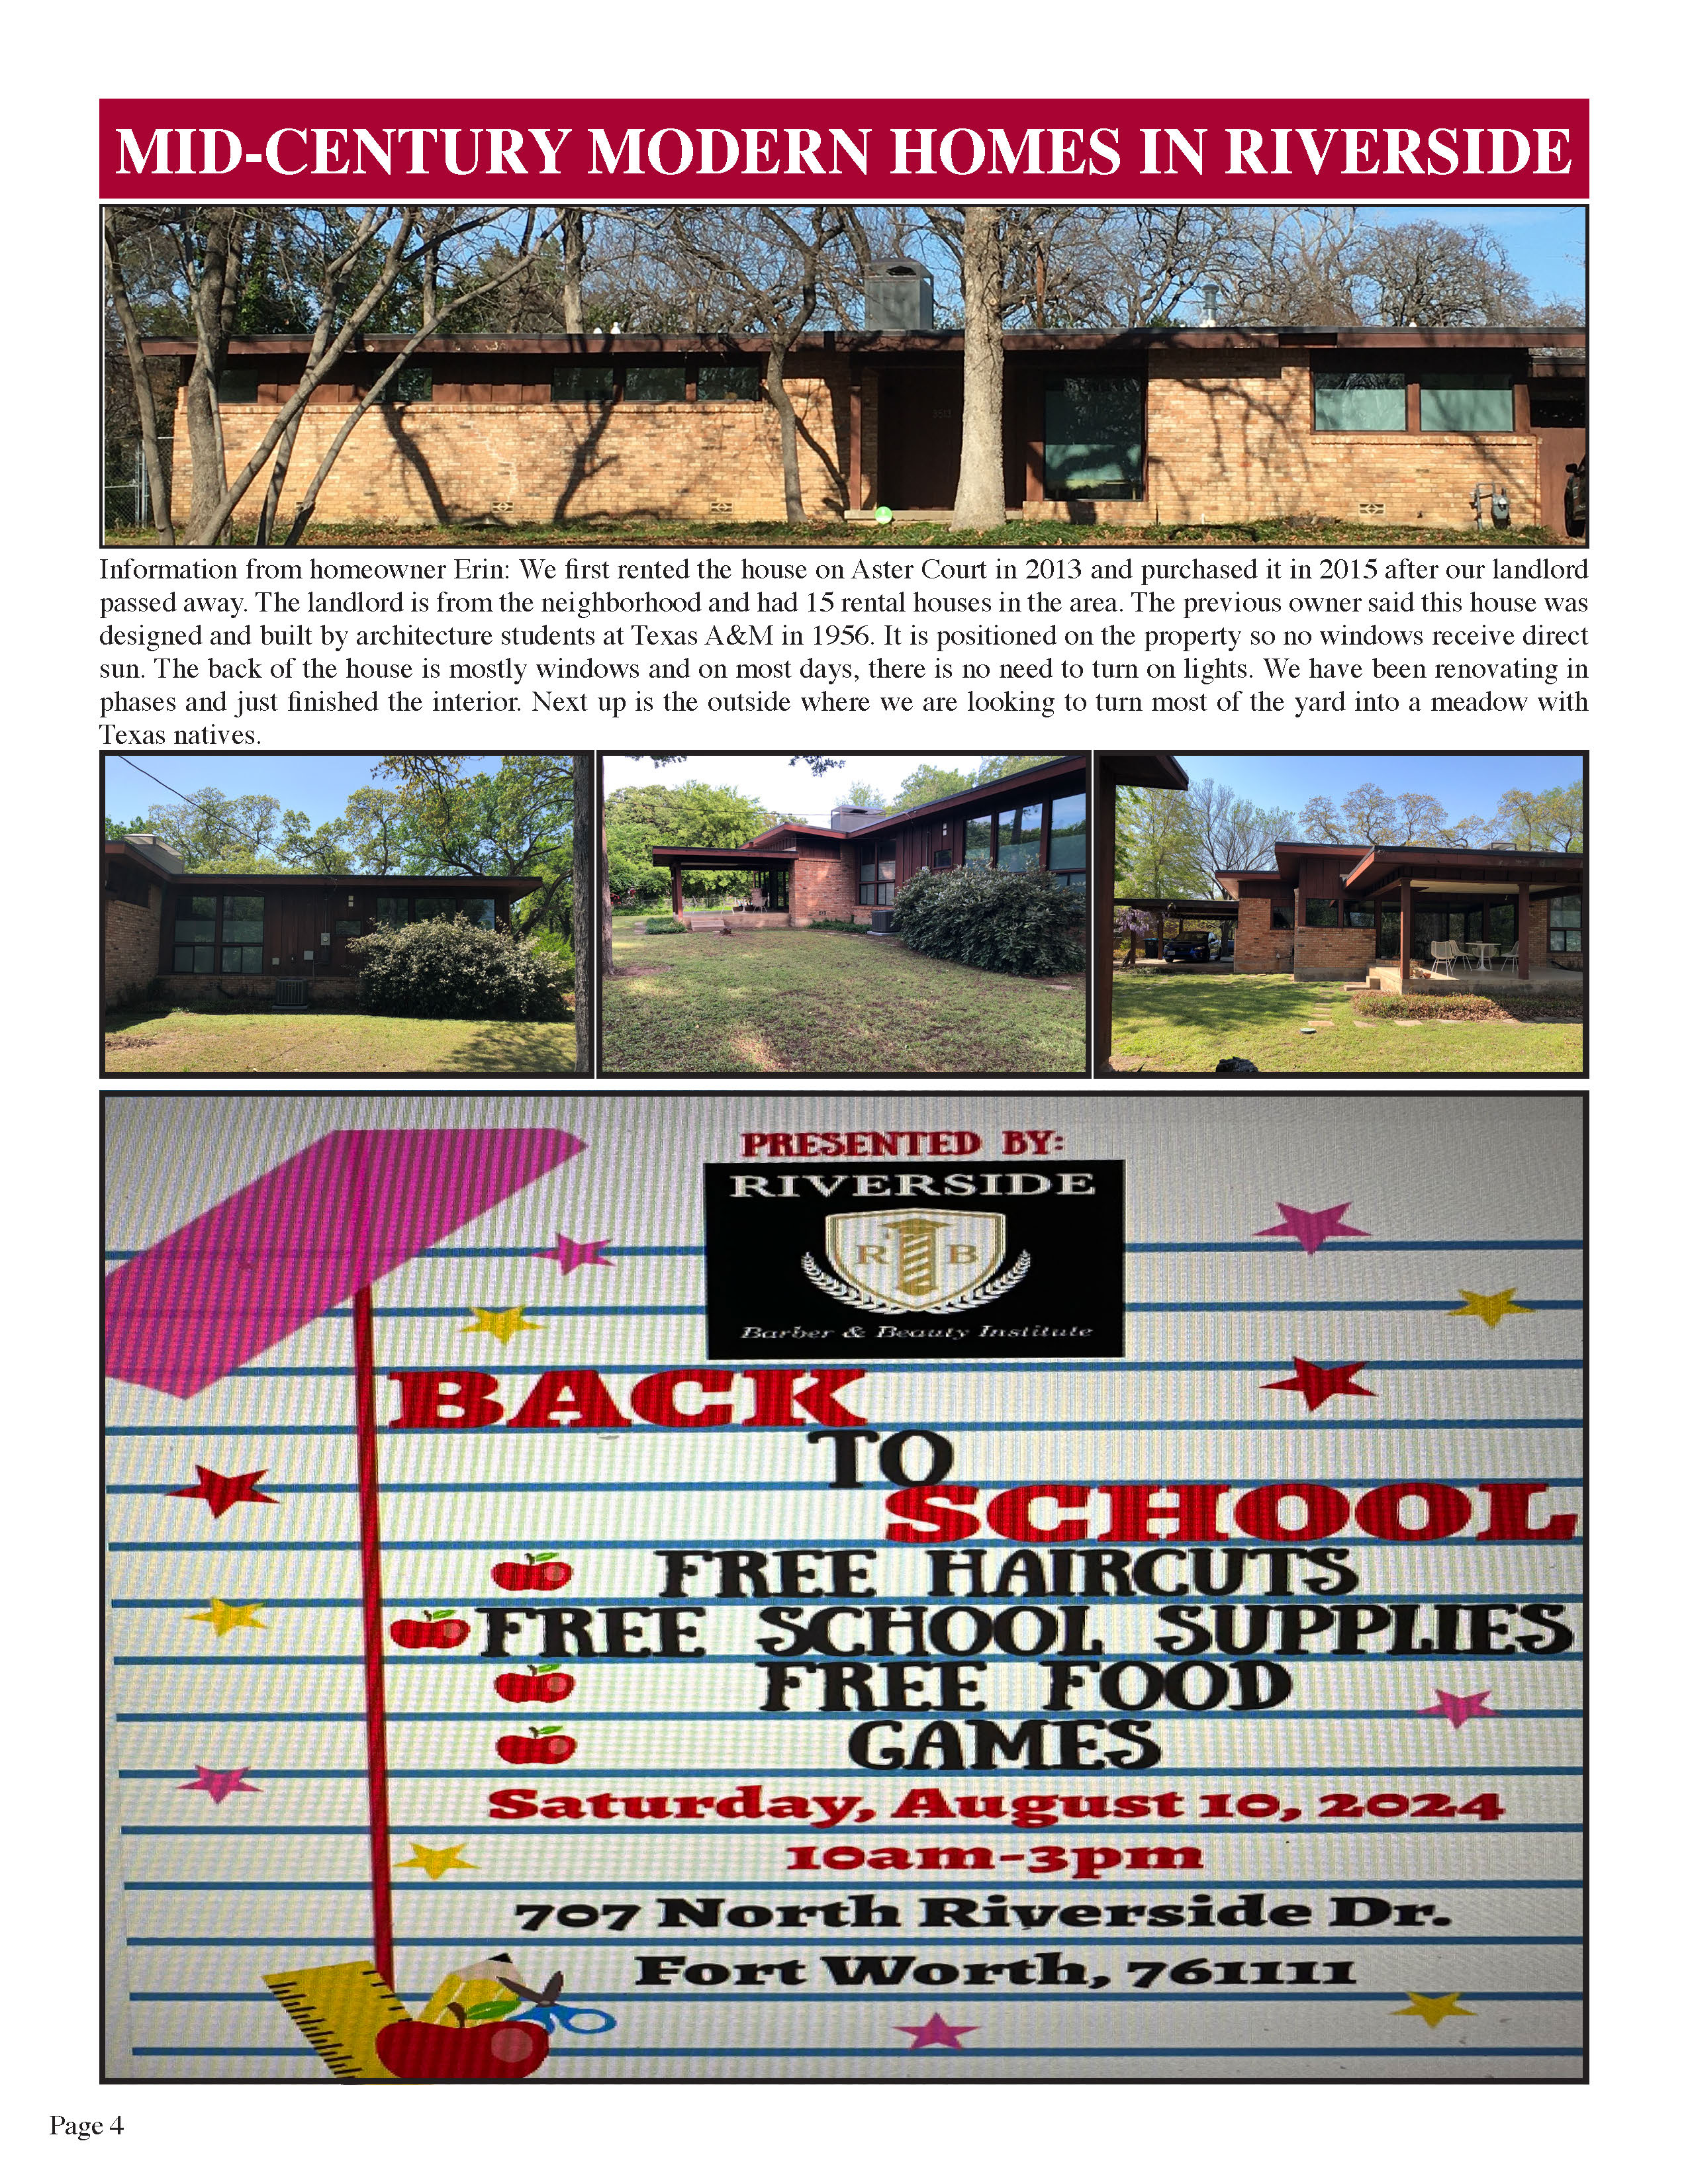 MID-CENTURY MODERN HOMES IN RIVERSIDE
Information from homeowner Erin: We first rented the house on Aster Court in 2013 and purchased it in 2015 after our landlord
passed away. The landlord is from the neighborhood and had 15 rental houses in the area. The previous owner said this house was
designed and built by architecture students at Texas A&M in 1956. It is positioned on the property so no windows receive direct
sun. The back of the house is mostly windows and on most days, there is no need to turn on lights. We have been renovating in
phases and just finished the interior. Next up is the outside where we are looking to turn most of the yard into a meadow with
Texas natives.
PRESENTED BY:
RIVERSIDE
R B
Barber & Beauty Institute
BACK
TO
SCHOOL
FREE HAIRCUTS
FREE SCHOOL SUPPLIES
FREE FOOD
GAMES
Saturday, August 10, 2024
10am-3pm
707 North Riverside Dr.
Fort Worth, 761111
Page 4